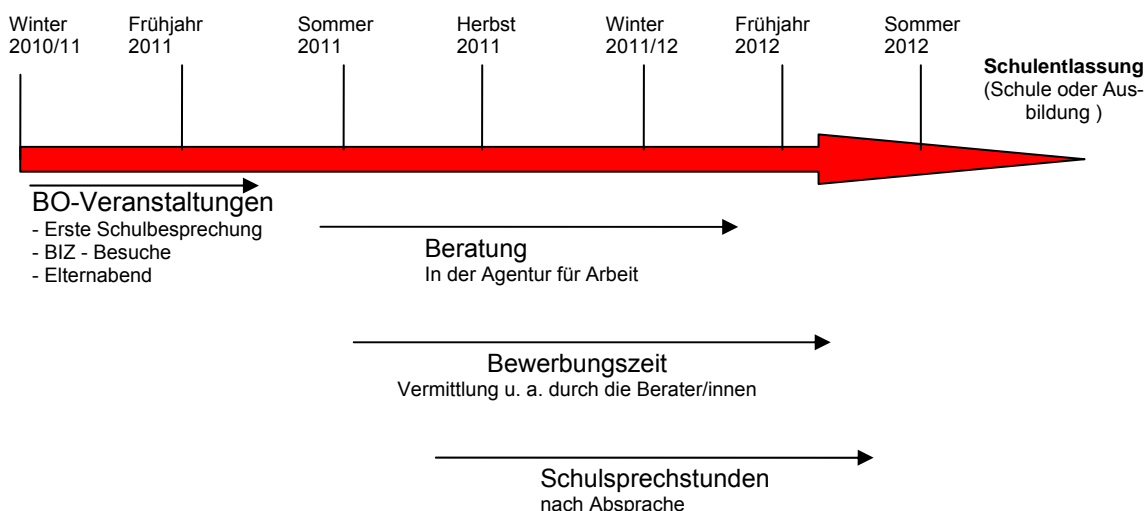 Winter
2010/11
Frühjahr
2011
Sommer
2011
Herbst
2011
Winter
2011/12
Frühjahr
2012
Sommer
2012
Schulentlassung
(Schule oder Aus-
bildung )
BO-Veranstaltungen
- Erste Schulbesprechung
- BIZ - Besuche
- Elternabend
Beratung
In der Agentur für Arbeit
Bewerbungszeit
Vermittlung u. a. durch die Berater/innen
Schulsprechstunden
nach Absprache